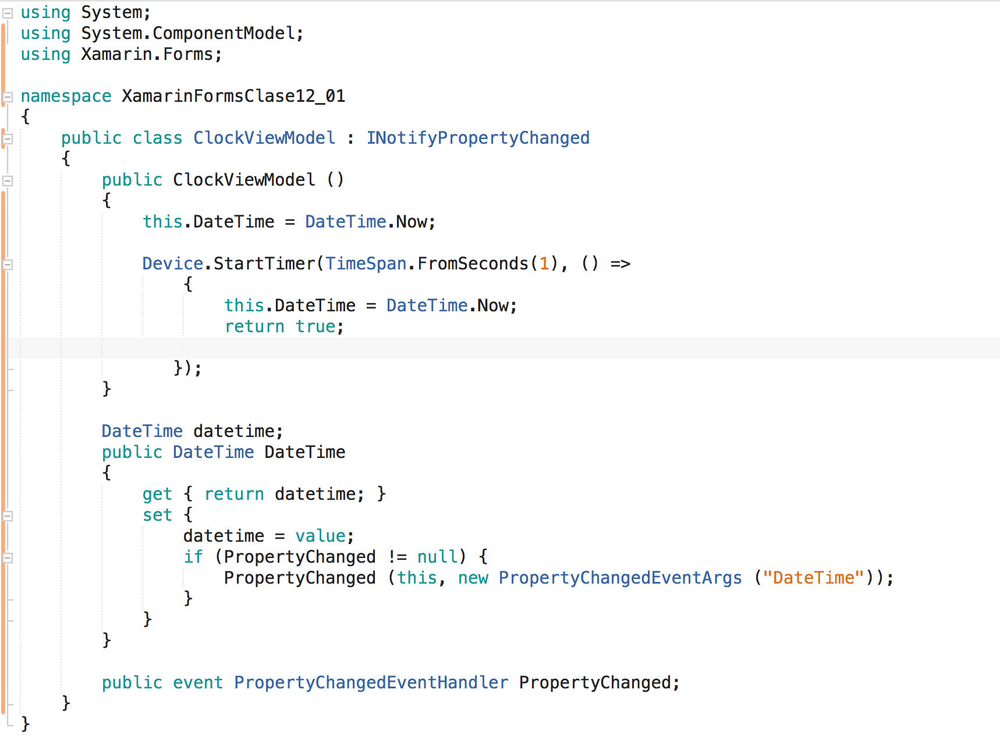 using System;
using System.ComponentModel;
using Xamarin.Forms;

namespace XamarinFormsClase12_01
{
    public class ClockViewModel : INotifyPropertyChanged
    {
        public ClockViewModel ()
        {
            this.DateTime = DateTime.Now;

            Device.StartTimer(TimeSpan.FromSeconds(1), () =>
                {
                    this.DateTime = DateTime.Now;
                    return true;

               });
        }

        DateTime datetime;
        public DateTime DateTime
        {
            get { return datetime; }
            set {
                datetime = value;
                if (PropertyChanged != null) {
                    PropertyChanged (this, new PropertyChangedEventArgs ("DateTime"));
                }
            }
        }

        public event PropertyChangedEventHandler PropertyChanged;
    }
}